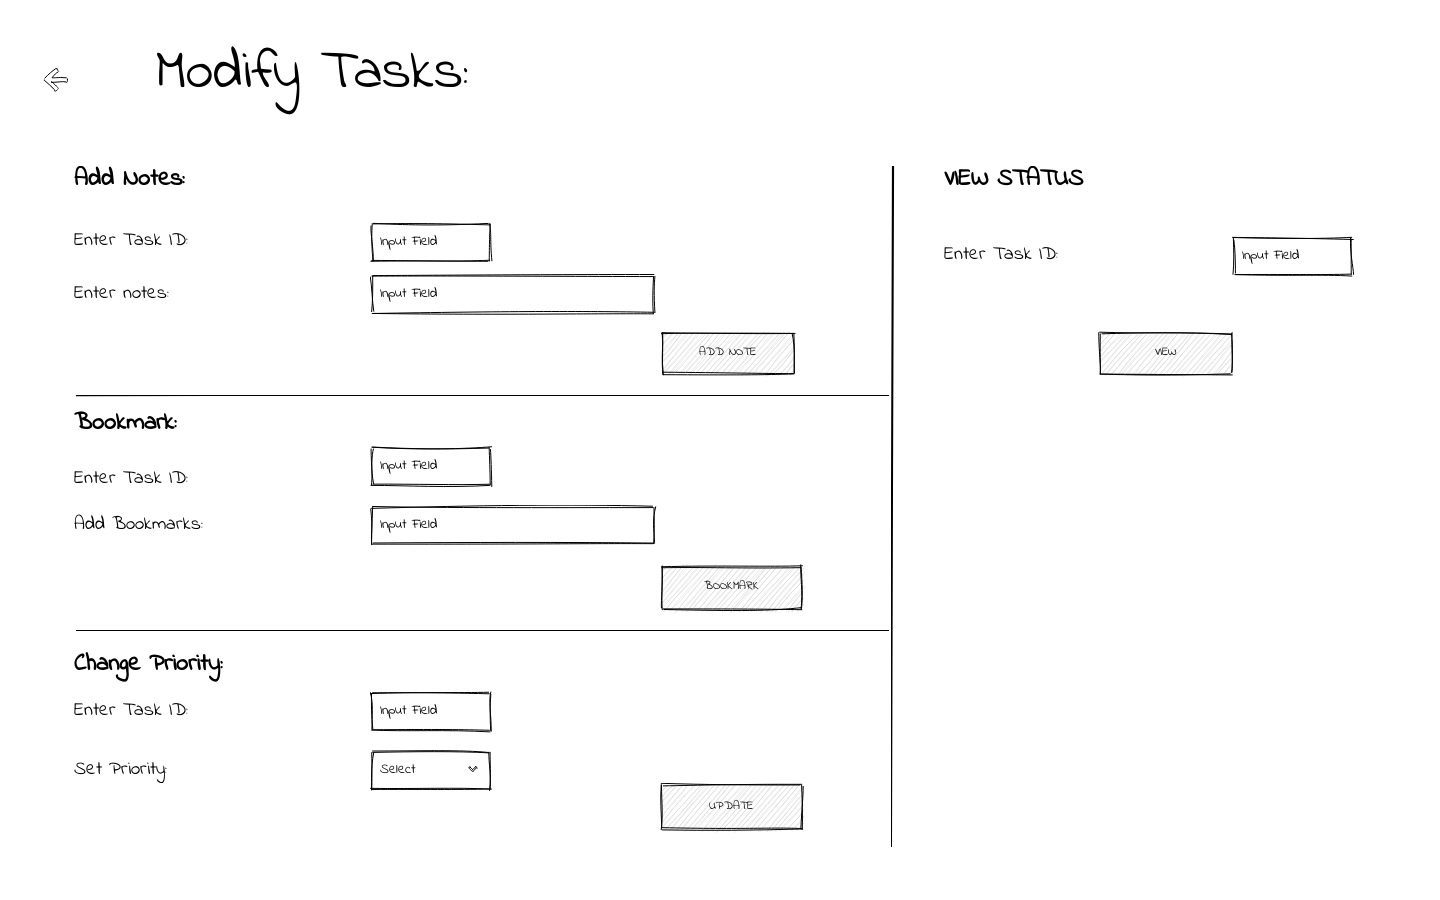 Modify Tasks:
Add Notes:
Enter Task ID:
Input Field
Enter notes:
Input Field
ADD NOTE
Bookmark:
Enter Task ID:
Input Field
Add Bookmarks:
Input Field
BOOKMARK
Change Priority:
Enter Task ID:
Input Field
Set Priority:
Select
UPDATE
VIEW STATUS
Enter Task ID:
Input Field
VIEW